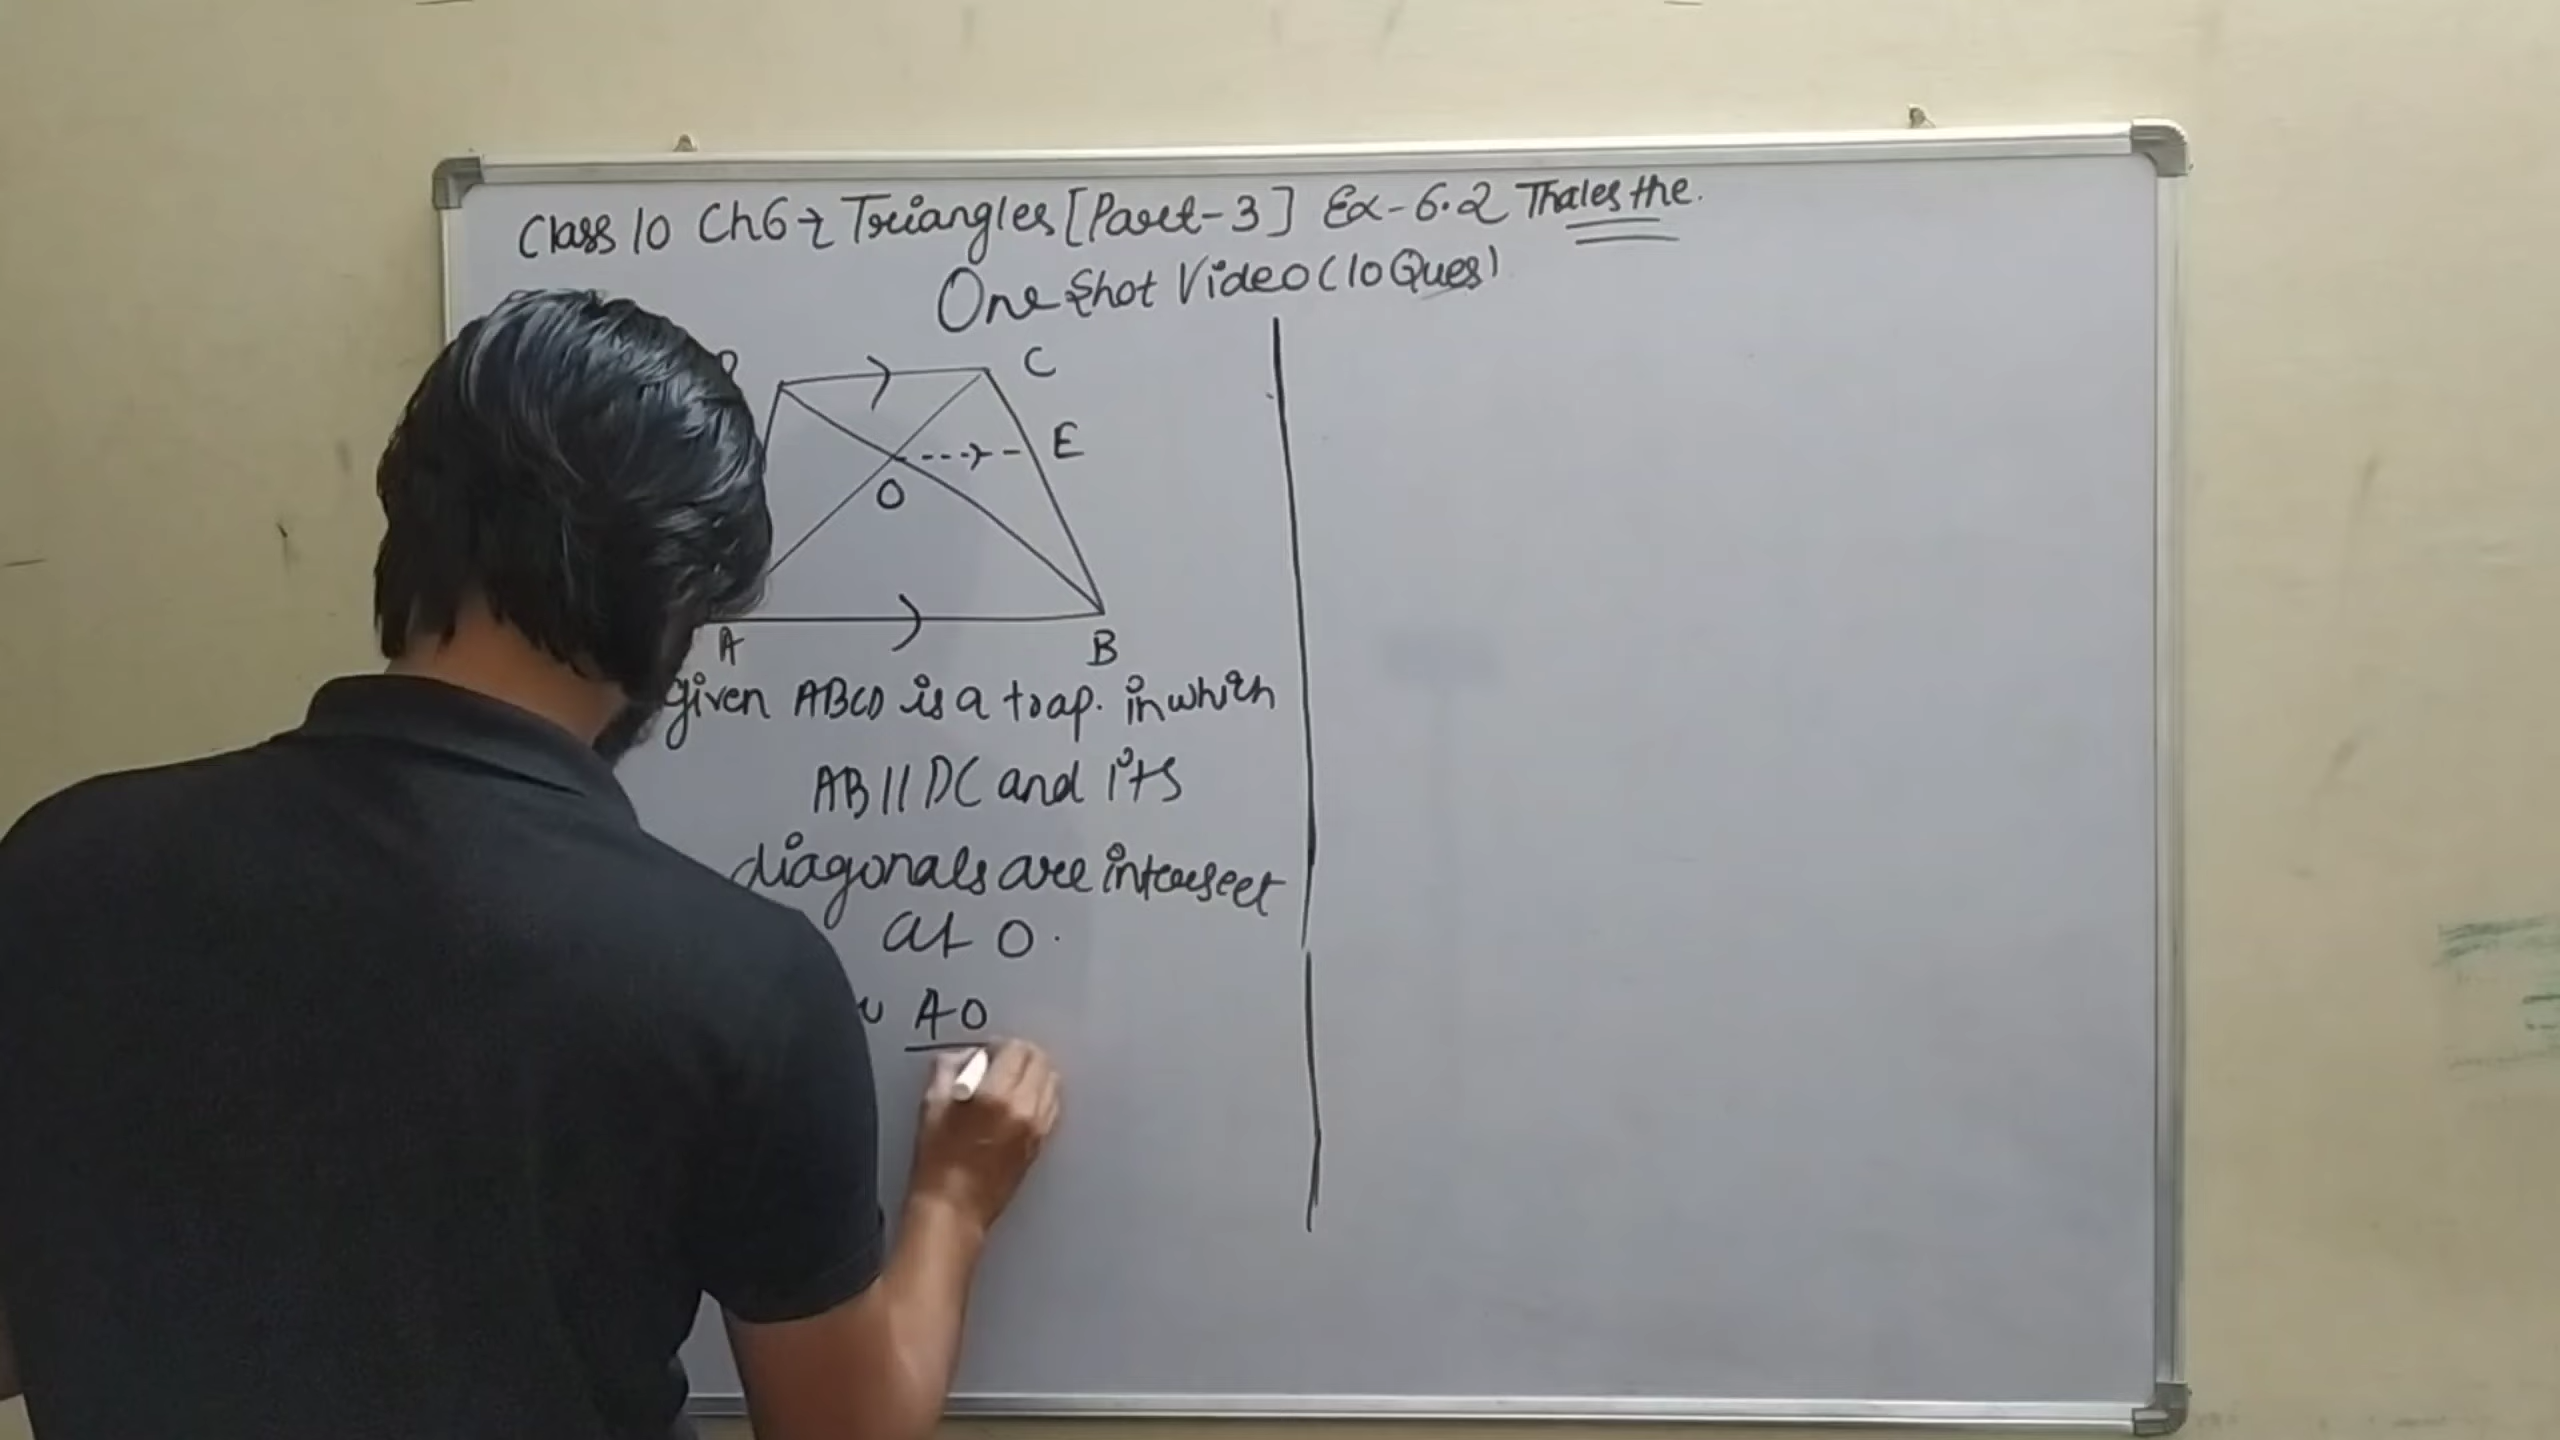 Class 10 Ch6 Triangles [Part-3] Ex-6.2 Thales the.
One Shot Video (10 Ques)
C
E
O
A B
given ABCD is a trap. in which
AB || DC and its
diagonals are intersect
at O.
AO